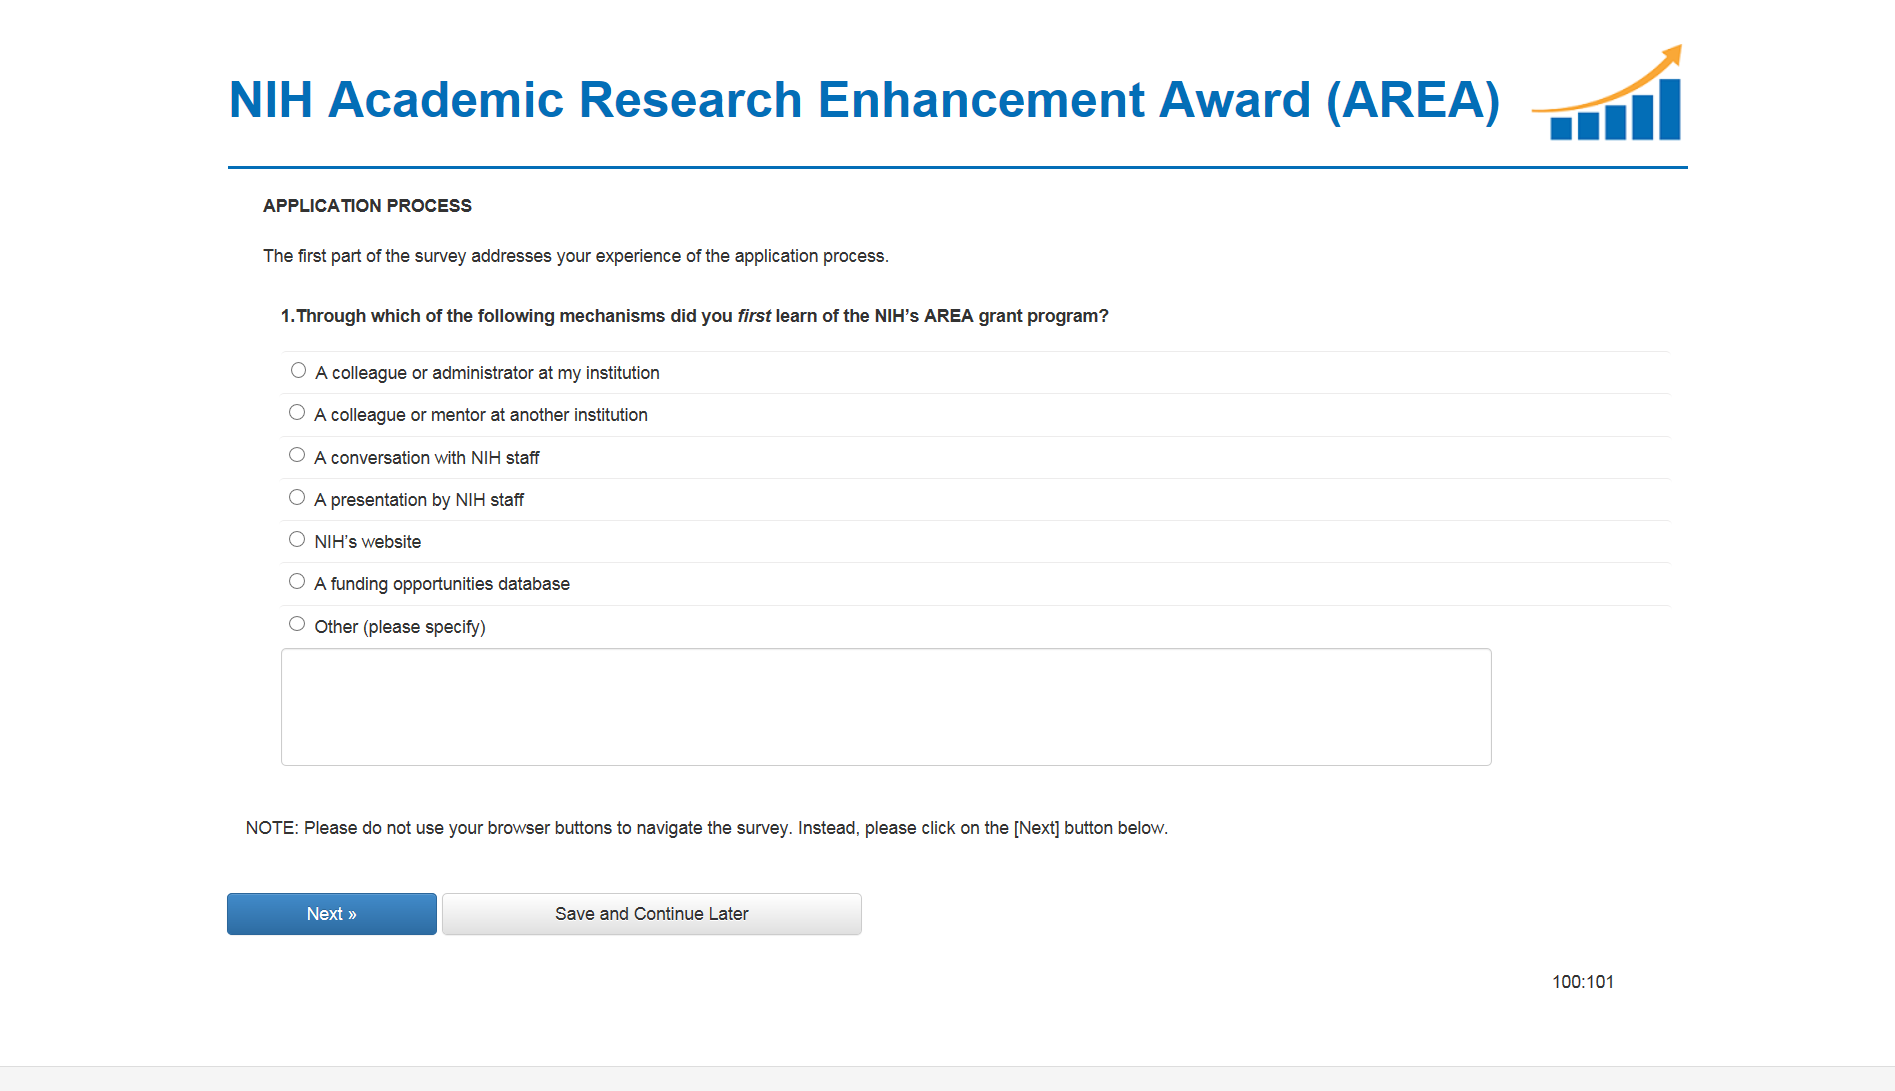 NIH Academic Research Enhancement Award (AREA)
APPLICATION PROCESS
The first part of the survey addresses your experience of the application process.
1.Through which of the following mechanisms did you first learn of the NIH’s AREA grant program?
A colleague or administrator at my institution
A colleague or mentor at another institution
A conversation with NIH staff
A presentation by NIH staff
NIH’s website
A funding opportunities database
Other (please specify)
NOTE: Please do not use your browser buttons to navigate the survey. Instead, please click on the [Next] button below.
Next »
Save and Continue Later
100:101